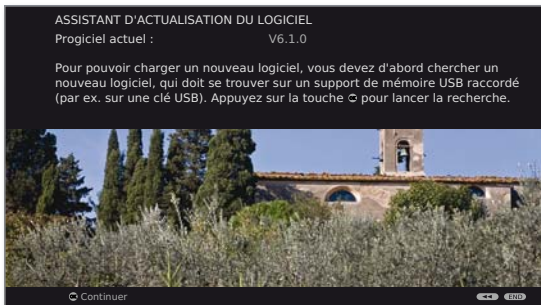 ASSISTANT D'ACTUALISATION DU LOGICIEL
Progiciel actuel : V6.1.0
Pour pouvoir charger un nouveau logiciel, vous devez d'abord chercher un
nouveau logiciel, qui doit se trouver sur un support de mémoire USB raccordé
(par ex. sur une clé USB). Appuyez sur la touche pour lancer la recherche.
Continuer END